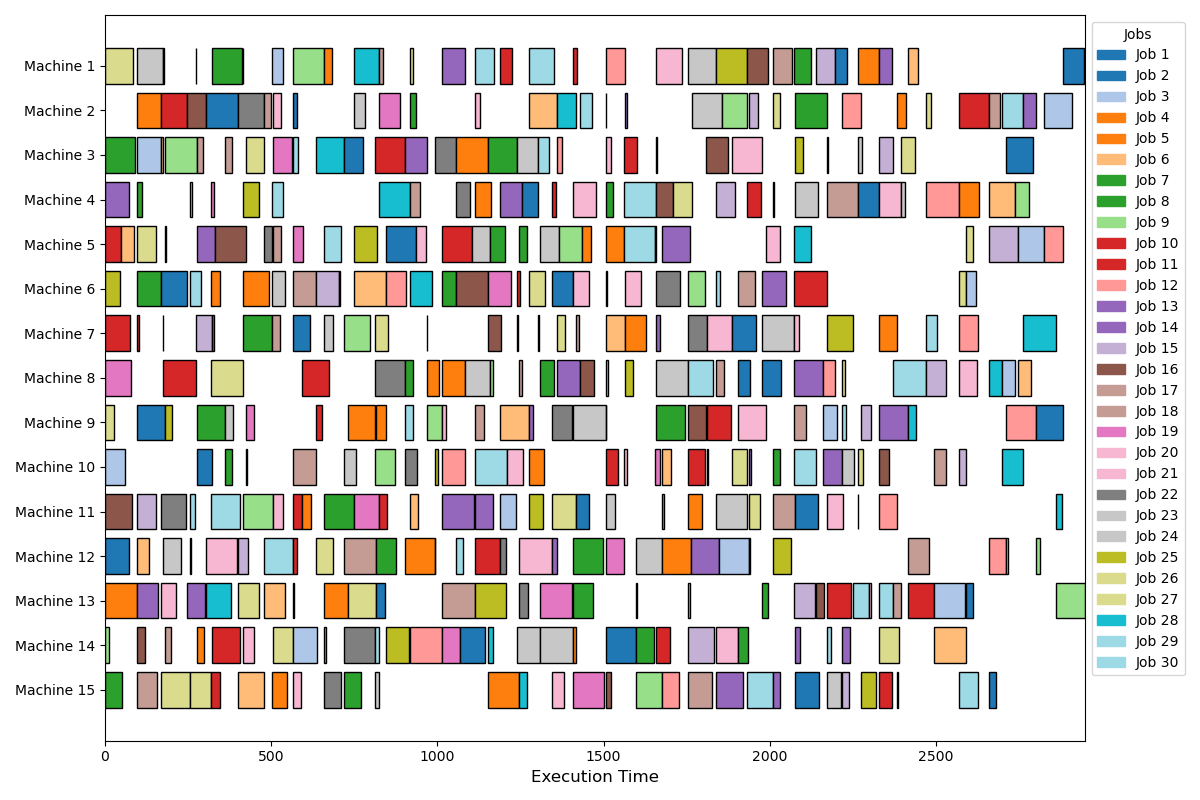 Jobs
Machine 1
Machine 2
Machine 3
Machine 4
Machine 5
Machine 6
Machine 7
Machine 8
Machine 9
Machine 10
Machine 11
Machine 12
Machine 13
Machine 14
Machine 15
Job 1
Job 2
Job 3
Job 4
Job 5
Job 6
Job 7
Job 8
Job 9
Job 10
Job 11
Job 12
Job 13
Job 14
Job 15
Job 16
Job 17
Job 18
Job 19
Job 20
Job 21
Job 22
Job 23
Job 24
Job 25
Job 26
Job 27
Job 28
Job 29
Job 30
0 500 1000 1500 2000 2500
Execution Time